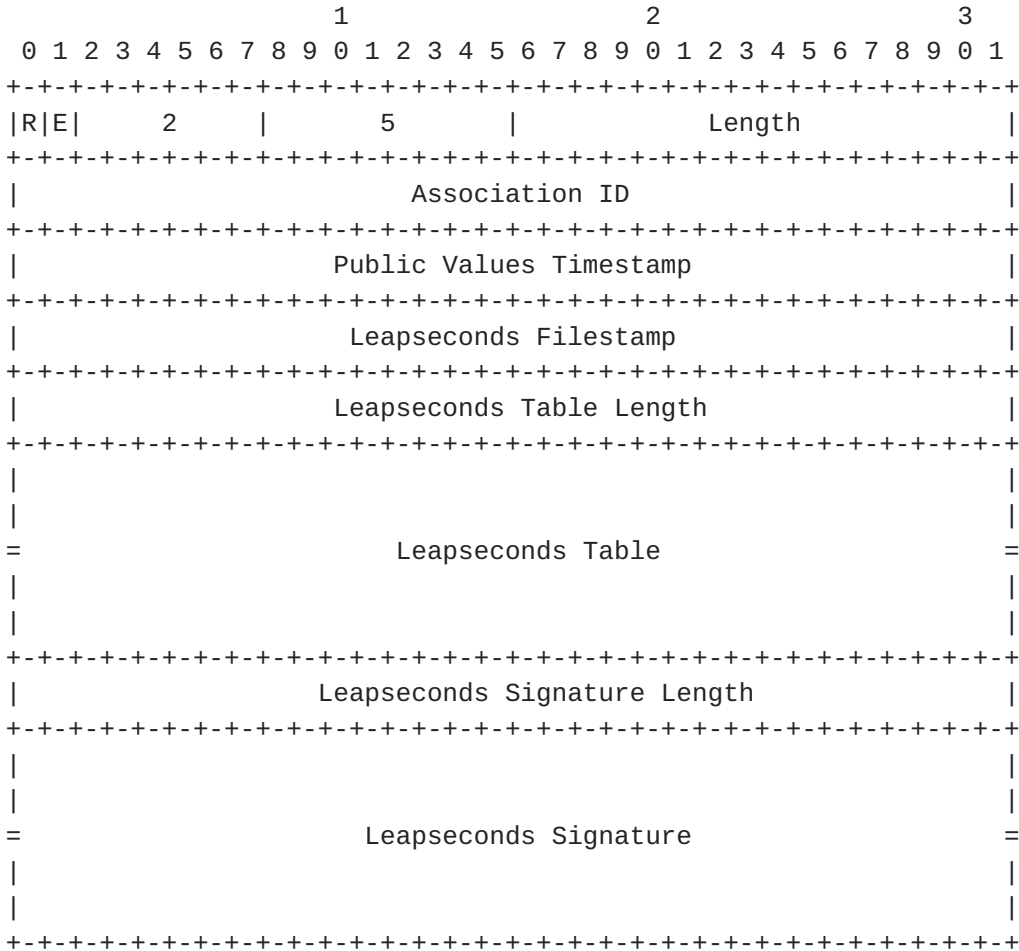 1                   2                   3
 0 1 2 3 4 5 6 7 8 9 0 1 2 3 4 5 6 7 8 9 0 1 2 3 4 5 6 7 8 9 0 1
+-+-+-+-+-+-+-+-+-+-+-+-+-+-+-+-+-+-+-+-+-+-+-+-+-+-+-+-+-+-+-+-+
|R|E|     2     |       5       |            Length             |
+-+-+-+-+-+-+-+-+-+-+-+-+-+-+-+-+-+-+-+-+-+-+-+-+-+-+-+-+-+-+-+-+
|                         Association ID                        |
+-+-+-+-+-+-+-+-+-+-+-+-+-+-+-+-+-+-+-+-+-+-+-+-+-+-+-+-+-+-+-+-+
|                    Public Values Timestamp                    |
+-+-+-+-+-+-+-+-+-+-+-+-+-+-+-+-+-+-+-+-+-+-+-+-+-+-+-+-+-+-+-+-+
|                     Leapseconds Filestamp                     |
+-+-+-+-+-+-+-+-+-+-+-+-+-+-+-+-+-+-+-+-+-+-+-+-+-+-+-+-+-+-+-+-+
|                    Leapseconds Table Length                   |
+-+-+-+-+-+-+-+-+-+-+-+-+-+-+-+-+-+-+-+-+-+-+-+-+-+-+-+-+-+-+-+-+
|                                                               |
|                                                               |
=                        Leapseconds Table                      =
|                                                               |
|                                                               |
+-+-+-+-+-+-+-+-+-+-+-+-+-+-+-+-+-+-+-+-+-+-+-+-+-+-+-+-+-+-+-+-+
|                   Leapseconds Signature Length                |
+-+-+-+-+-+-+-+-+-+-+-+-+-+-+-+-+-+-+-+-+-+-+-+-+-+-+-+-+-+-+-+-+
|                                                               |
|                                                               |
=                      Leapseconds Signature                    =
|                                                               |
|                                                               |
+-+-+-+-+-+-+-+-+-+-+-+-+-+-+-+-+-+-+-+-+-+-+-+-+-+-+-+-+-+-+-+-+